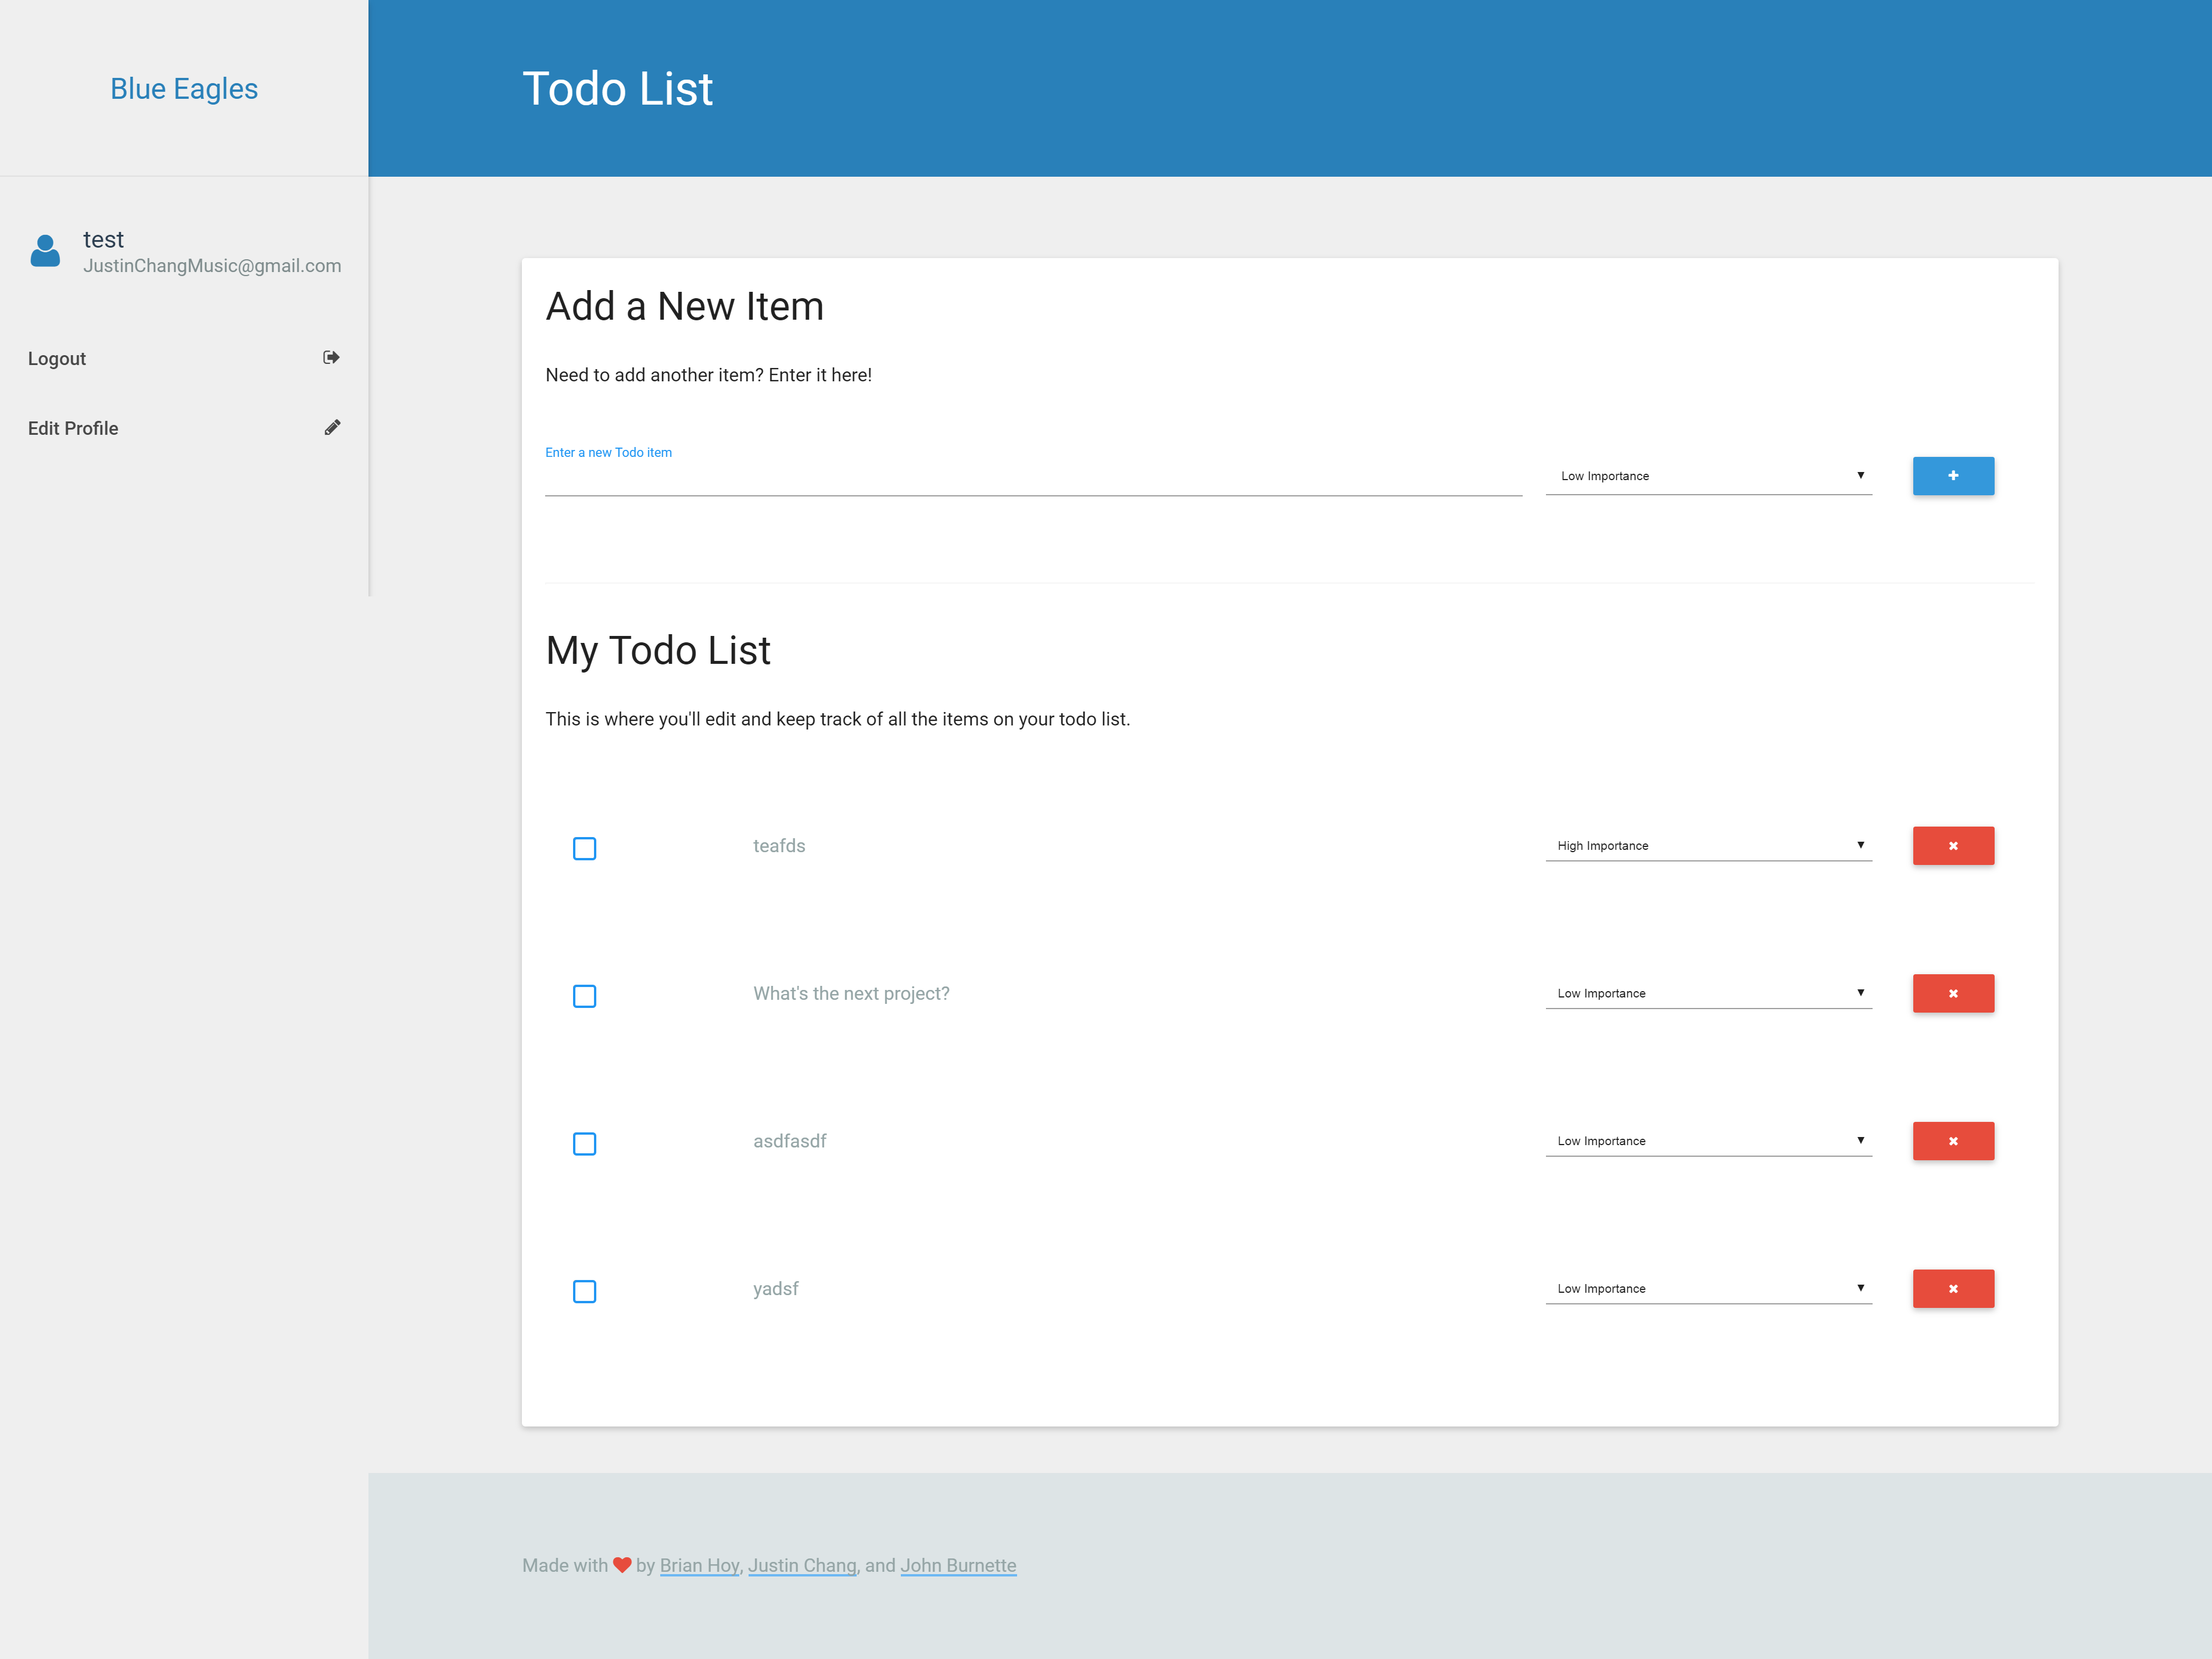 Blue Eagles
Todo List
test
JustinChangMusic@gmail.com
Logout
Edit Profile
Add a New Item
Need to add another item? Enter it here!
Enter a new Todo item
Low Importance
My Todo List
This is where you'll edit and keep track of all the items on your todo list.
teafds High Importance
What's the next project? Low Importance
asdfasdf Low Importance
yadsf Low Importance
Made with ❤ by Brian Hoy, Justin Chang, and John Burnette